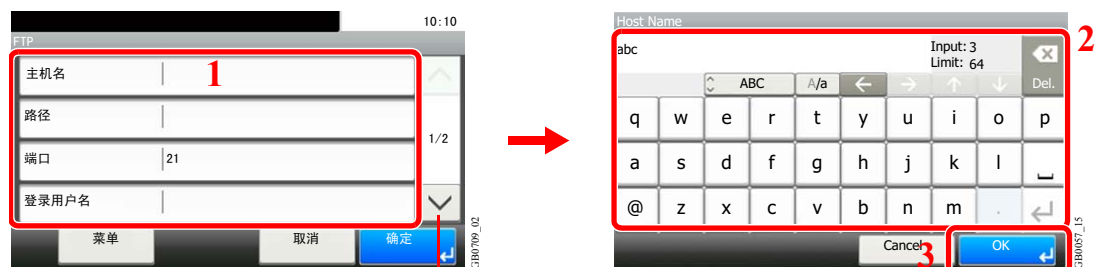 10:10
FTP
主机名
1
路径
端口
21
登录用户名
1/2
菜单
取消
确定
GB0709_02
Host Name
abc
Input: 3
Limit: 64
2
ABC
A/a
← → ↑ ↓
Del.
q w e r t y u i o p
a s d f g h j k l
@ z x c v b n m .
Cancel
3
OK
GB0057_15